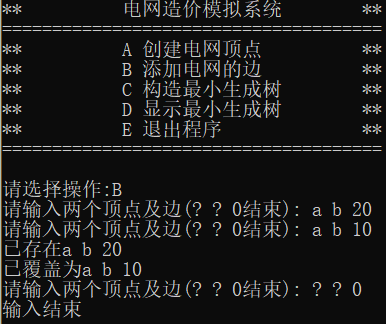 ** 电网造价模拟系统 **
======================================
** A 创建电网顶点 **
** B 添加电网的边 **
** C 构造最小生成树 **
** D 显示最小生成树 **
** E 退出程序 **
======================================
请选择操作:B
请输入两个顶点及边(? ? 0结束): a b 20
请输入两个顶点及边(? ? 0结束): a b 10
已存在a b 20
已覆盖为a b 10
请输入两个顶点及边(? ? 0结束): ? ? 0
输入结束